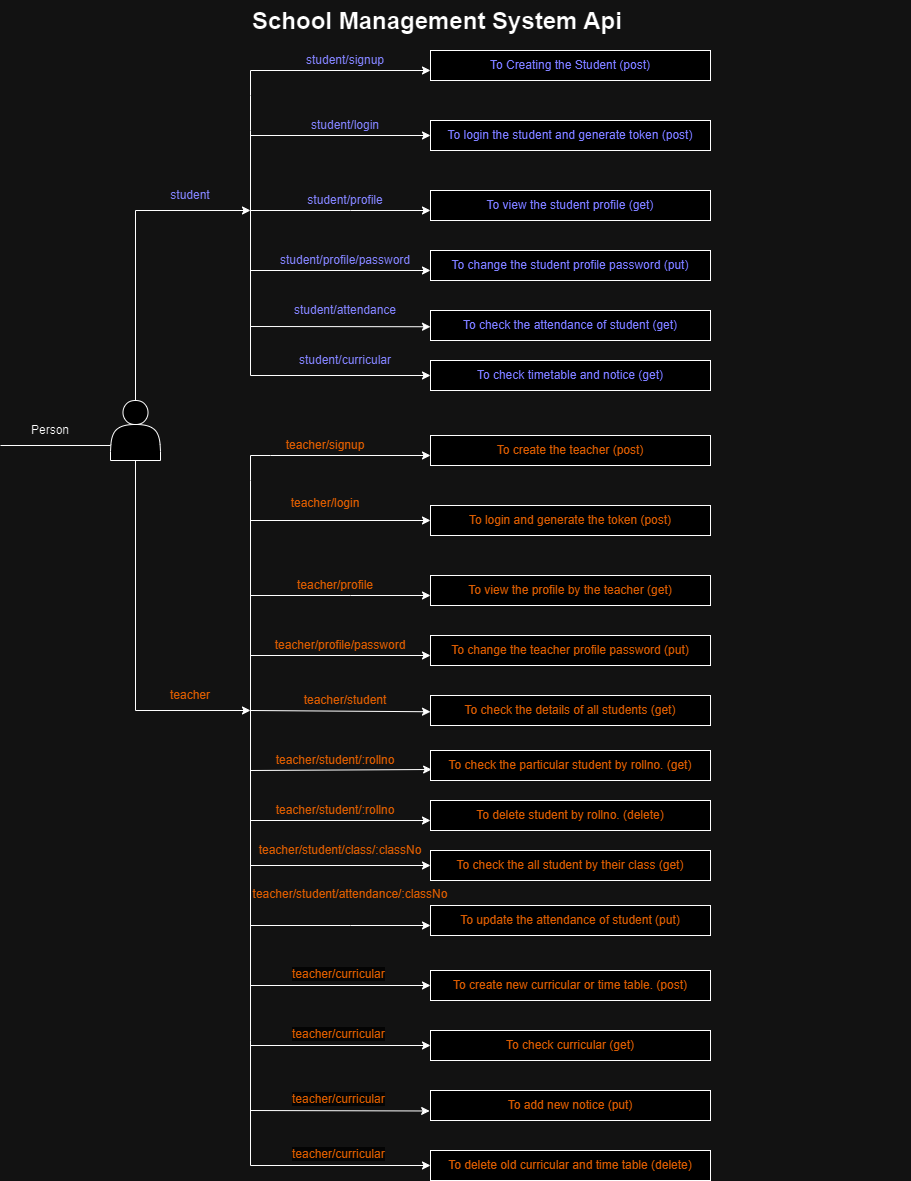 School Management System Api
student/signup
To Creating the Student (post)
student/login
To login the student and generate token (post)
student
student/profile
To view the student profile (get)
student/profile/password
To change the student profile password (put)
student/attendance
To check the attendance of student (get)
student/curricular
To check timetable and notice (get)
Person
teacher/signup
To create the teacher (post)
teacher/login
To login and generate the token (post)
teacher/profile
To view the profile by the teacher (get)
teacher/profile/password
To change the teacher profile password (put)
teacher
teacher/student
To check the details of all students (get)
teacher/student/:rollno
To check the particular student by rollno. (get)
teacher/student/:rollno
To delete student by rollno. (delete)
teacher/student/class/:classNo
To check the all student by their class (get)
teacher/student/attendance/:classNo
To update the attendance of student (put)
teacher/curricular
To create new curricular or time table. (post)
teacher/curricular
To check curricular (get)
teacher/curricular
To add new notice (put)
teacher/curricular
To delete old curricular and time table (delete)